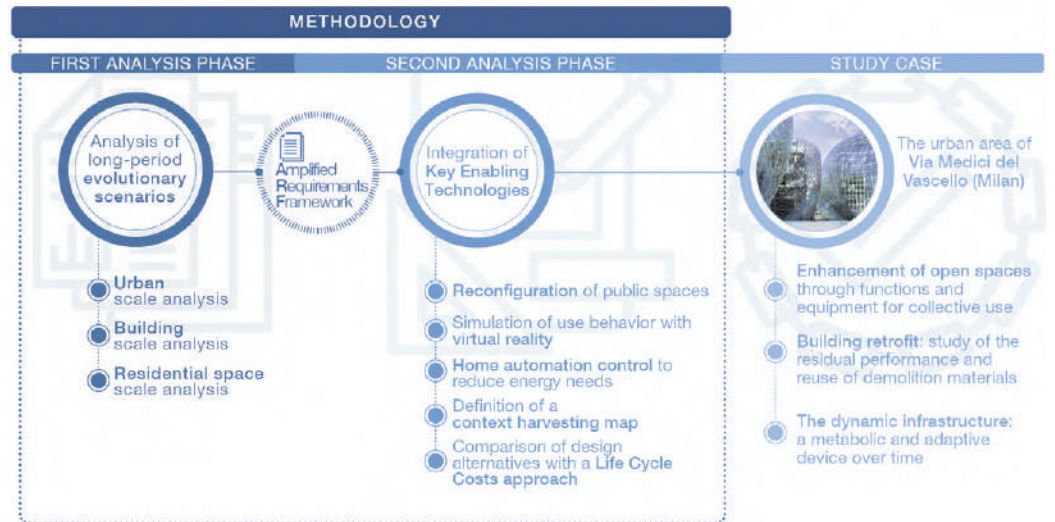 METHODOLOGY
FIRST ANALYSIS PHASE
SECOND ANALYSIS PHASE
STUDY CASE
Analysis of
long-period
evolutionary
scenarios
Amplified
Requirements
Framework
Integration of
Key Enabling
Technologies
The urban area of
Via Medici del
Vascello (Milan)
Urban
scale analysis
Building
scale analysis
Residential space
scale analysis
Reconfiguration of public spaces
Simulation of use behavior with
virtual reality
Home automation control to
reduce energy needs
Definition of a
context harvesting map
Comparison of design
alternatives with a Life Cycle
Costs approach
Enhancement of open spaces
through functions and
equipment for collective use
Building retrofit: study of the
residual performance and
reuse of demolition materials
The dynamic infrastructure:
a metabolic and adaptive
device over time